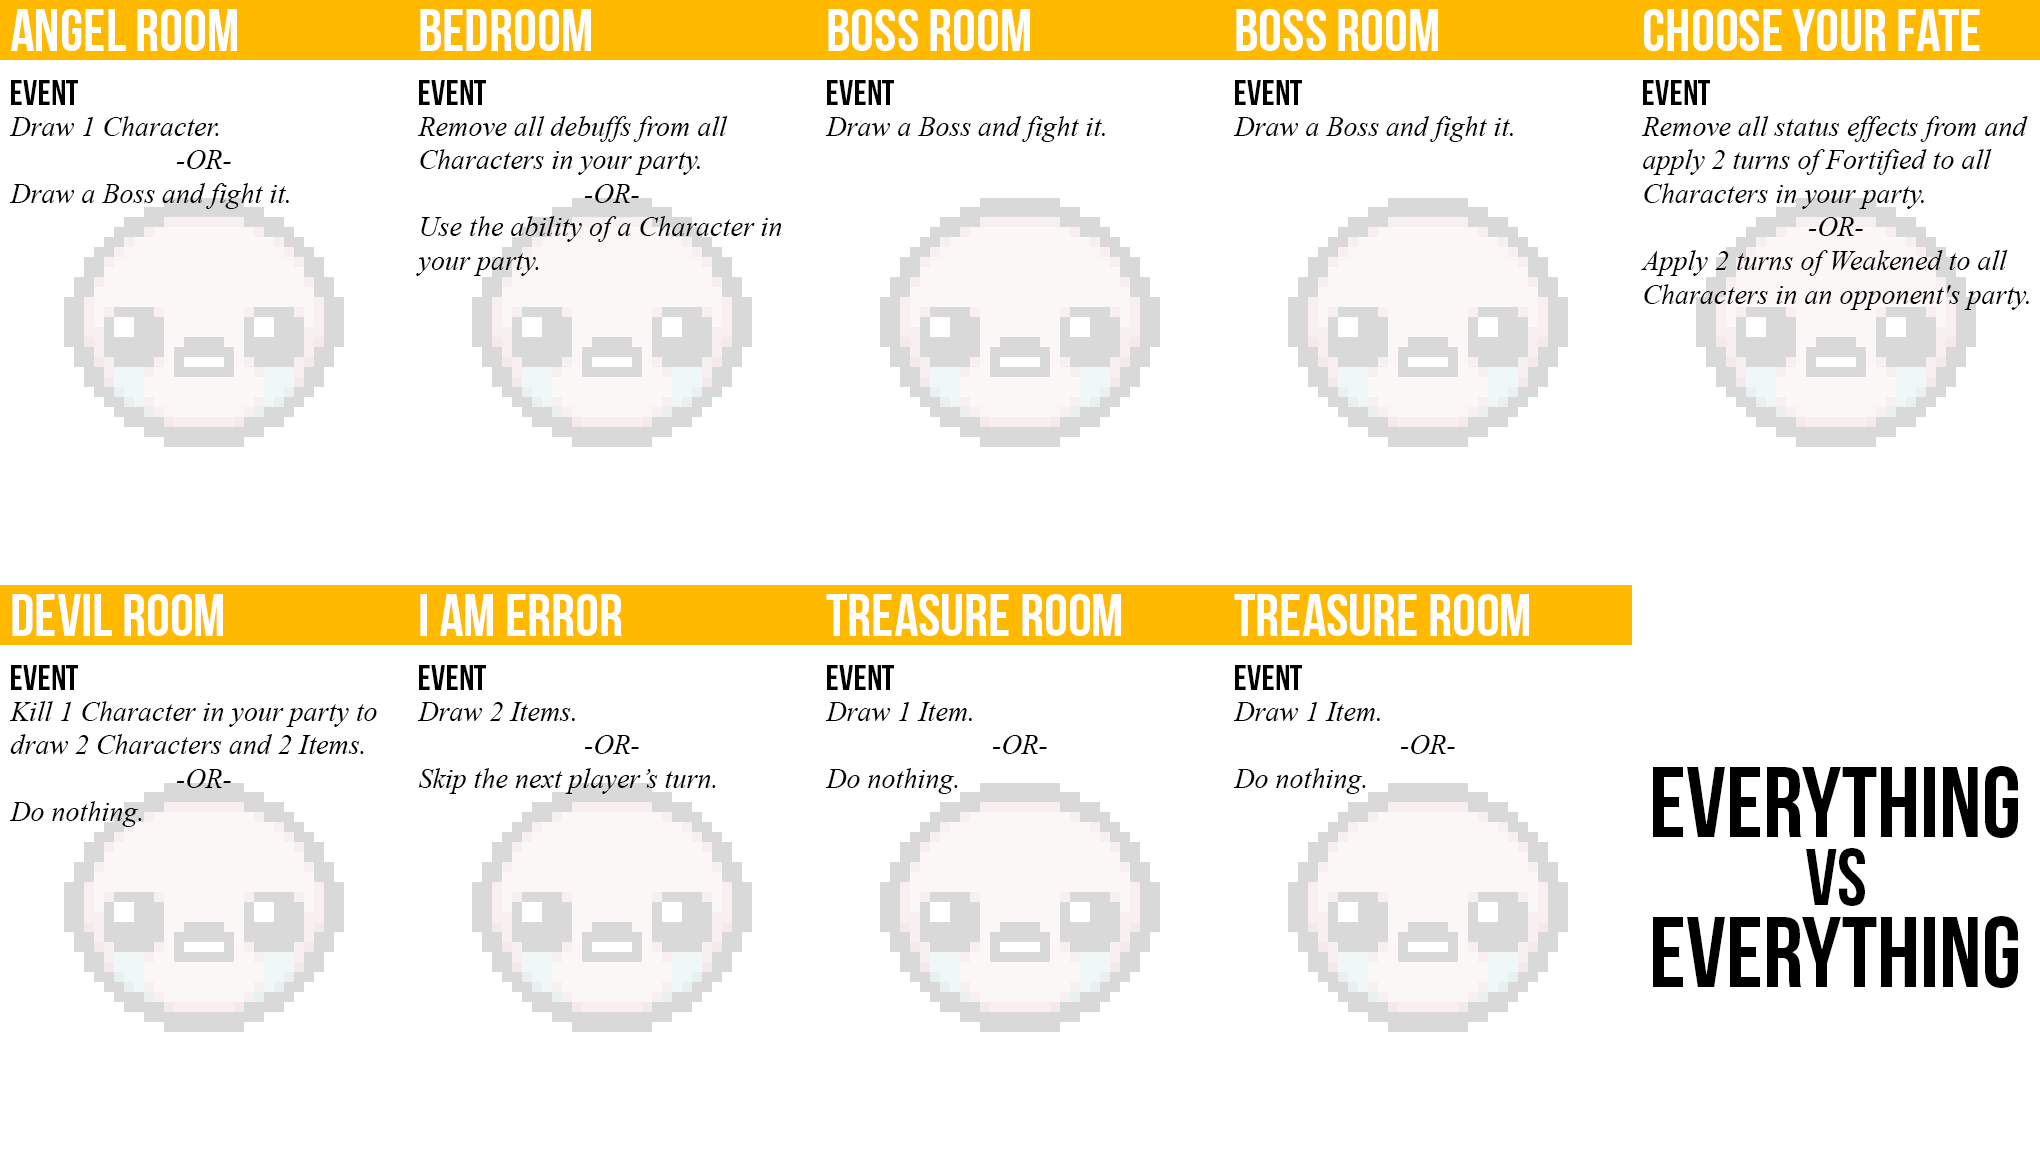 ANGEL ROOM
EVENT
Draw 1 Character.
-OR-
Draw a Boss and fight it.
BEDROOM
EVENT
Remove all debuffs from all
Characters in your party.
-OR-
Use the ability of a Character in
your party.
BOSS ROOM
EVENT
Draw a Boss and fight it.
BOSS ROOM
EVENT
Draw a Boss and fight it.
CHOOSE YOUR FATE
EVENT
Remove all status effects from and
apply 2 turns of Fortified to all
Characters in your party.
-OR-
Apply 2 turns of Weakened to all
Characters in an opponent's party.
DEVIL ROOM
EVENT
Kill 1 Character in your party to
draw 2 Characters and 2 Items.
-OR-
Do nothing.
I AM ERROR
EVENT
Draw 2 Items.
-OR-
Skip the next player’s turn.
TREASURE ROOM
EVENT
Draw 1 Item.
-OR-
Do nothing.
TREASURE ROOM
EVENT
Draw 1 Item.
-OR-
Do nothing.
EVERYTHING
VS
EVERYTHING